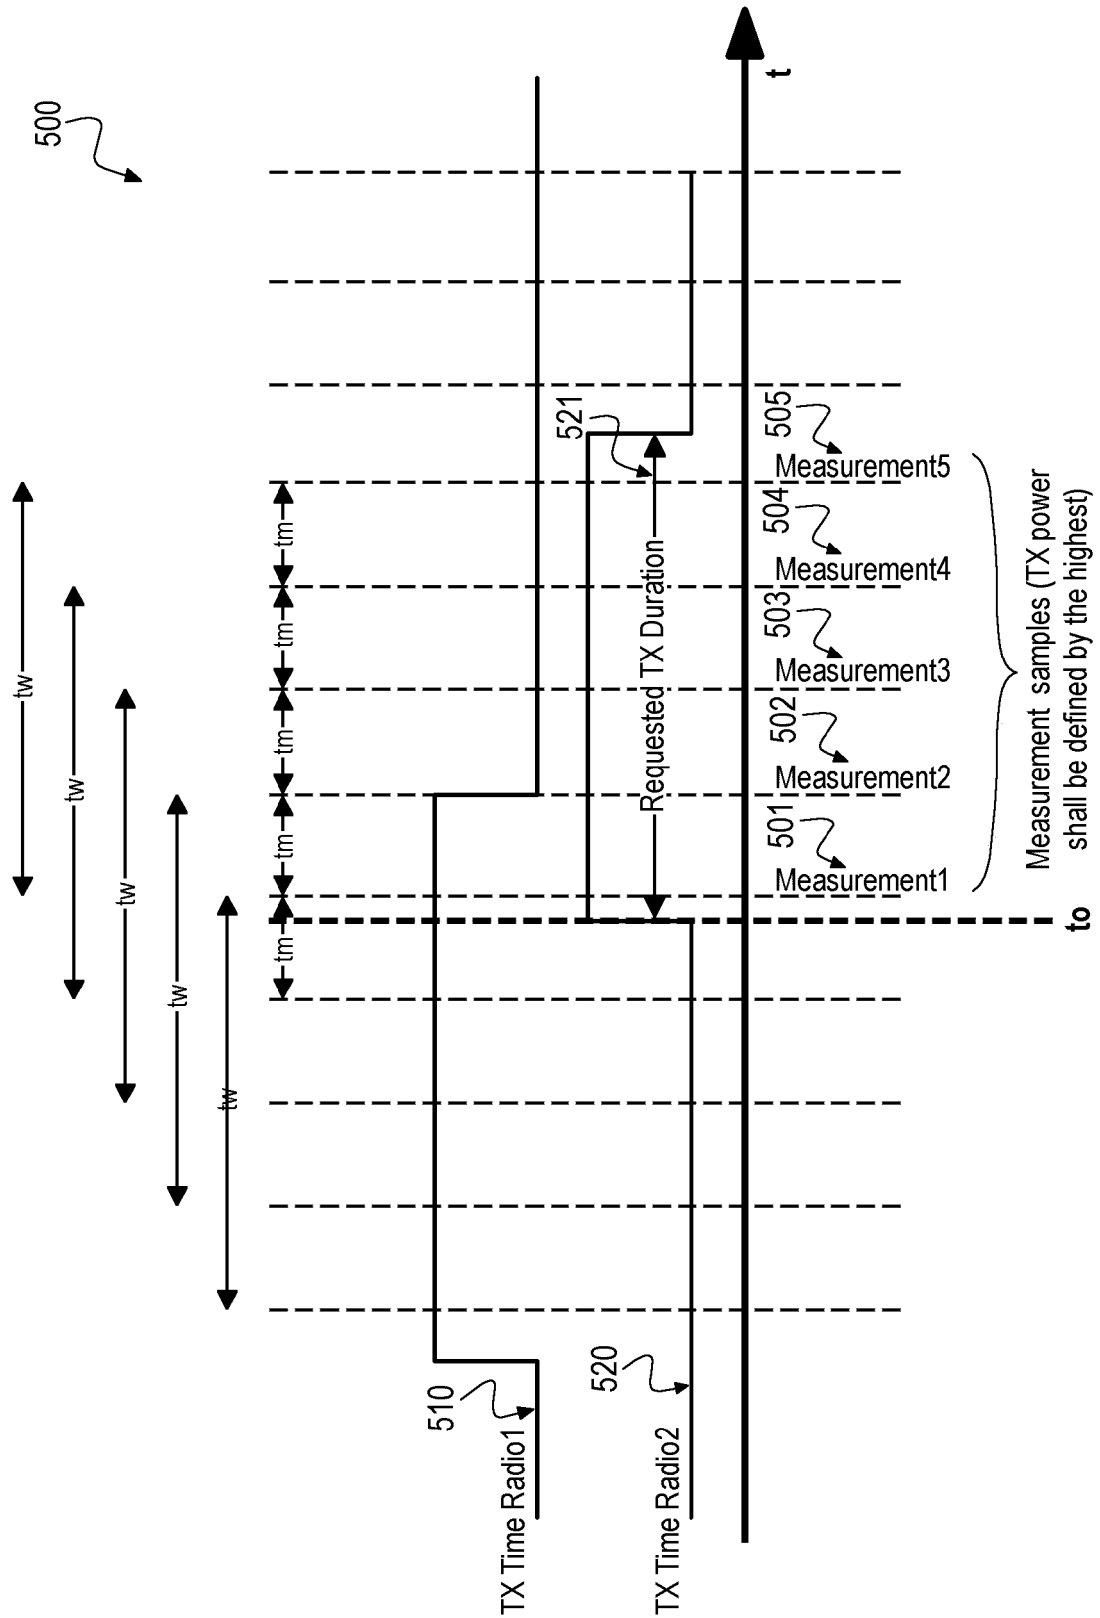 500
tw
tw
tw
tw
tw
tm
tm
tm
tm
tm
TX Time Radio1
510
TX Time Radio2
520
521
Requested TX Duration
t
501
Measurement1
502
Measurement2
503
Measurement3
504
Measurement4
505
Measurement5
to
Measurement samples (TX power
shall be defined by the highest)